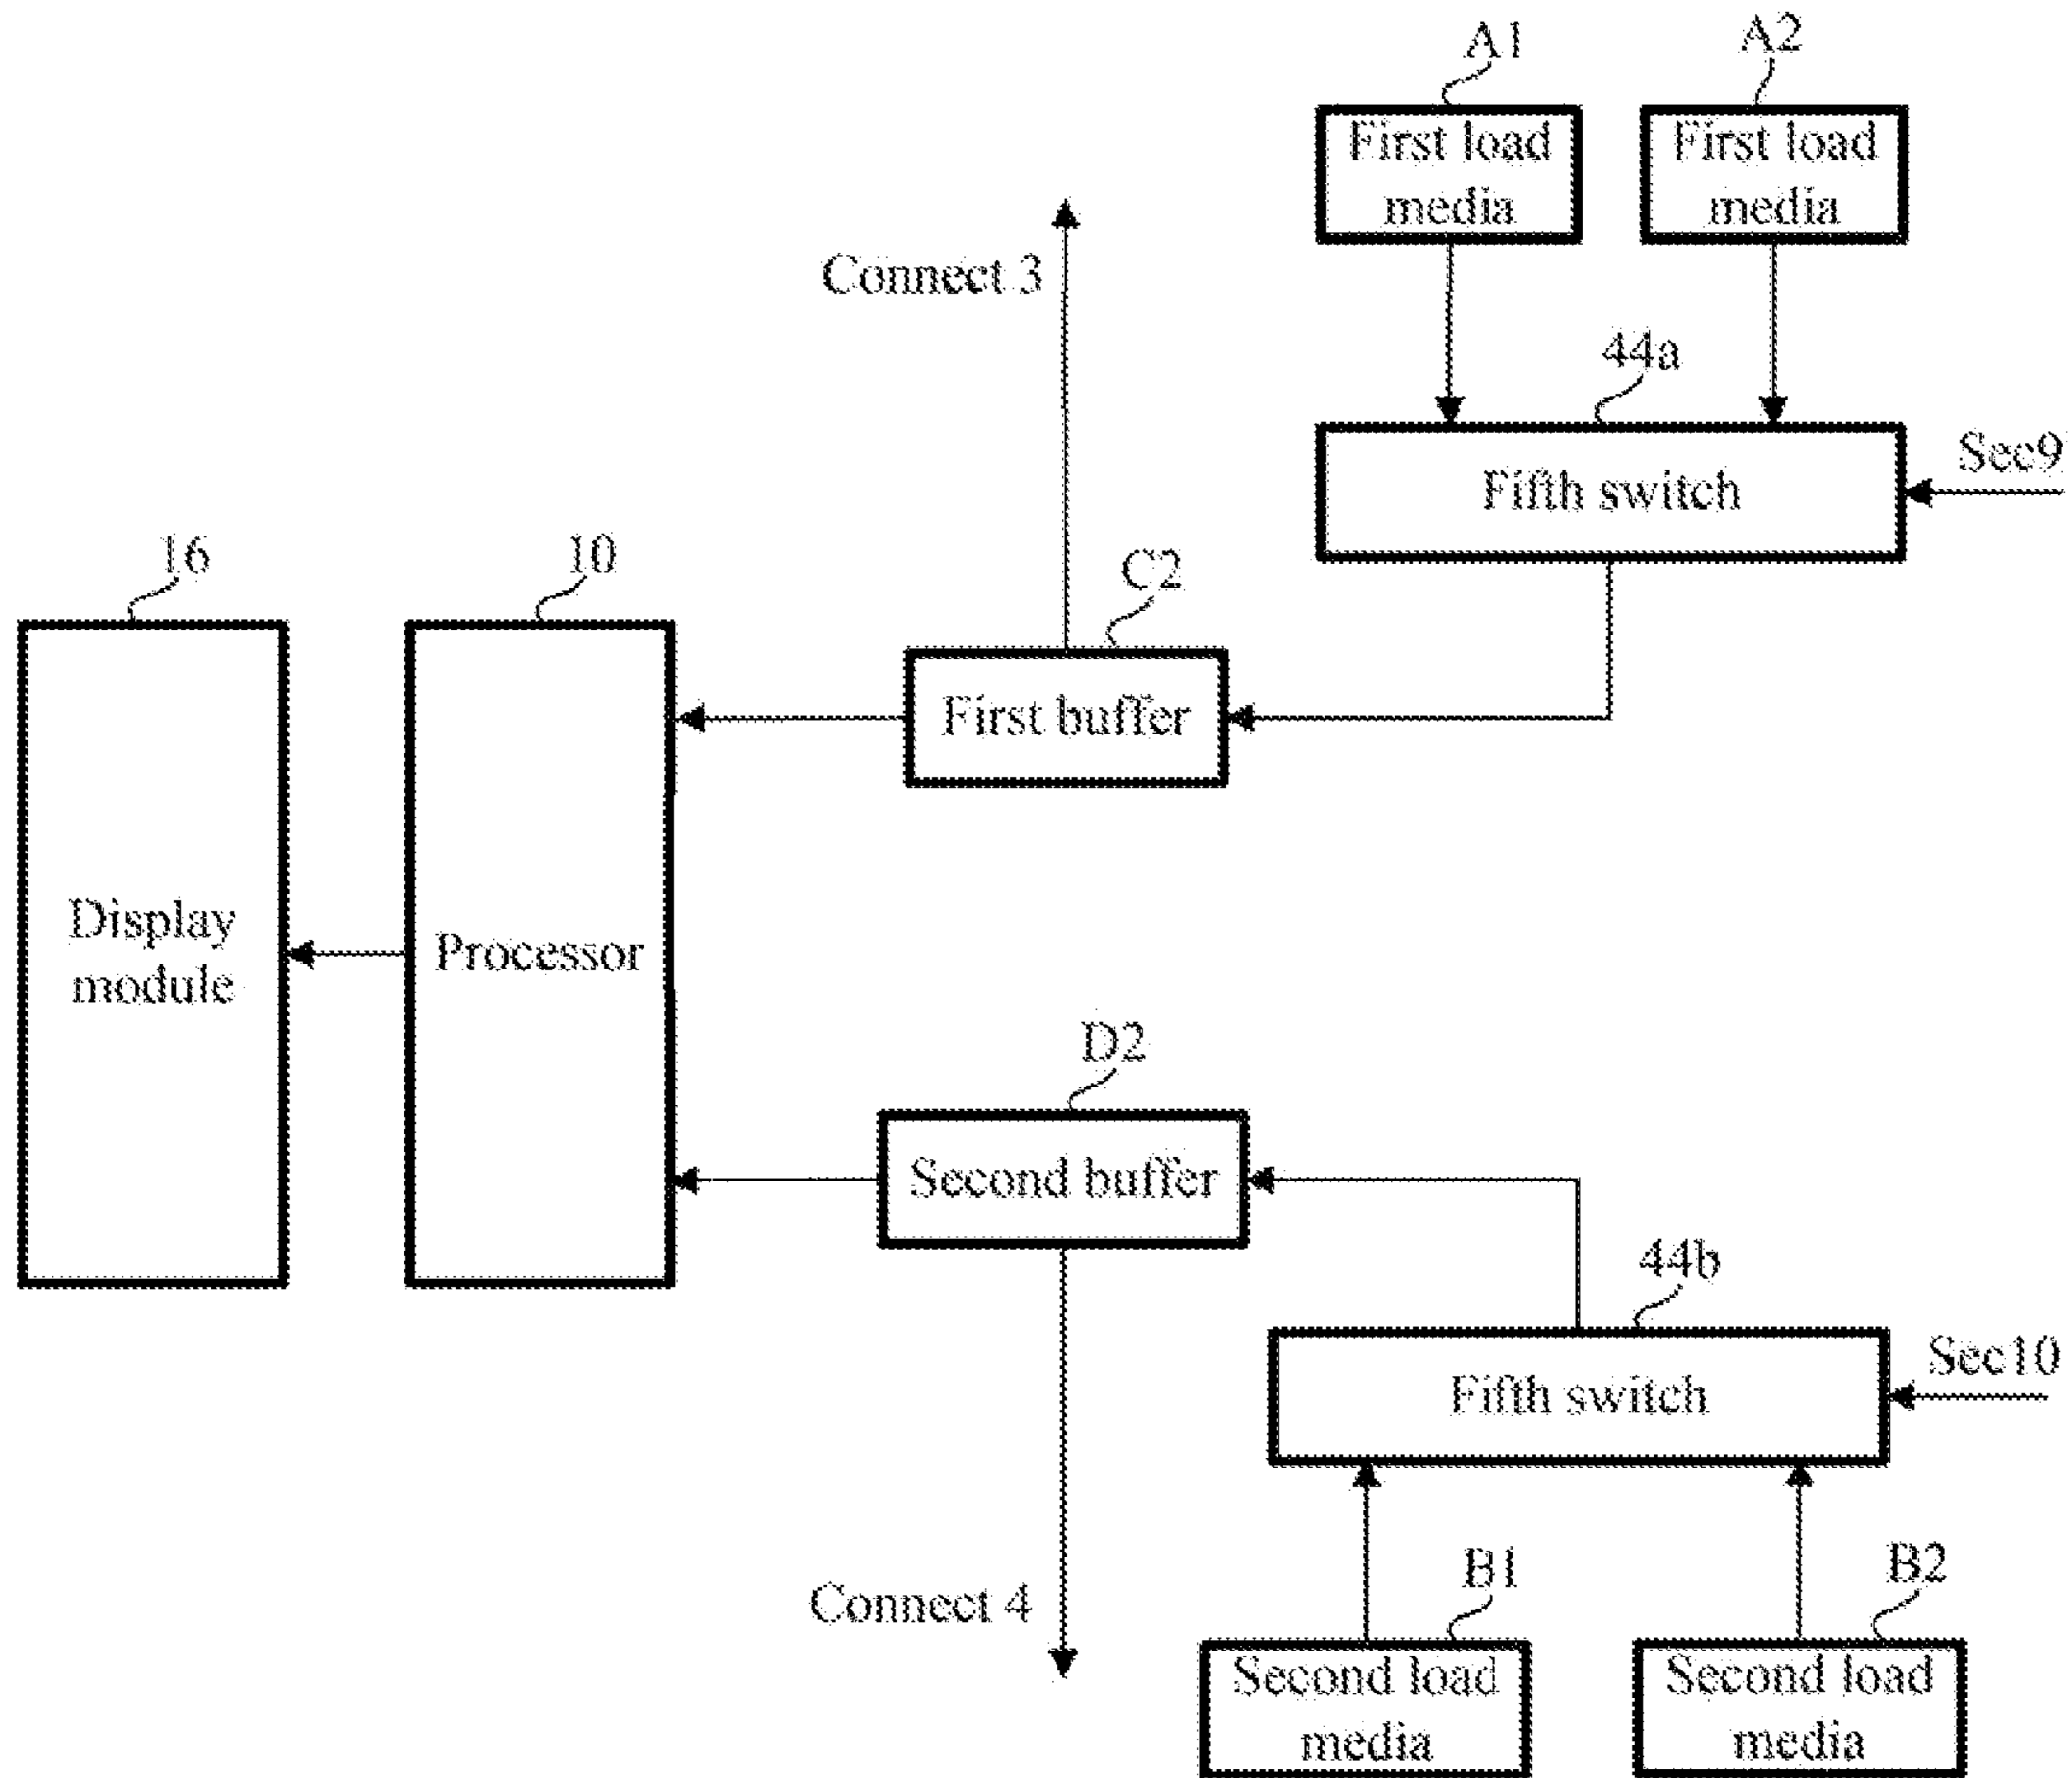 A1
A2
First load
media
First load
media
Connect 3
44a
Sec9
Fifth switch
16
10
C2
First buffer
Display
module
Processor
D2
Second buffer
44b
Sec10
Fifth switch
Connect 4
B1
B2
Second load
media
Second load
media